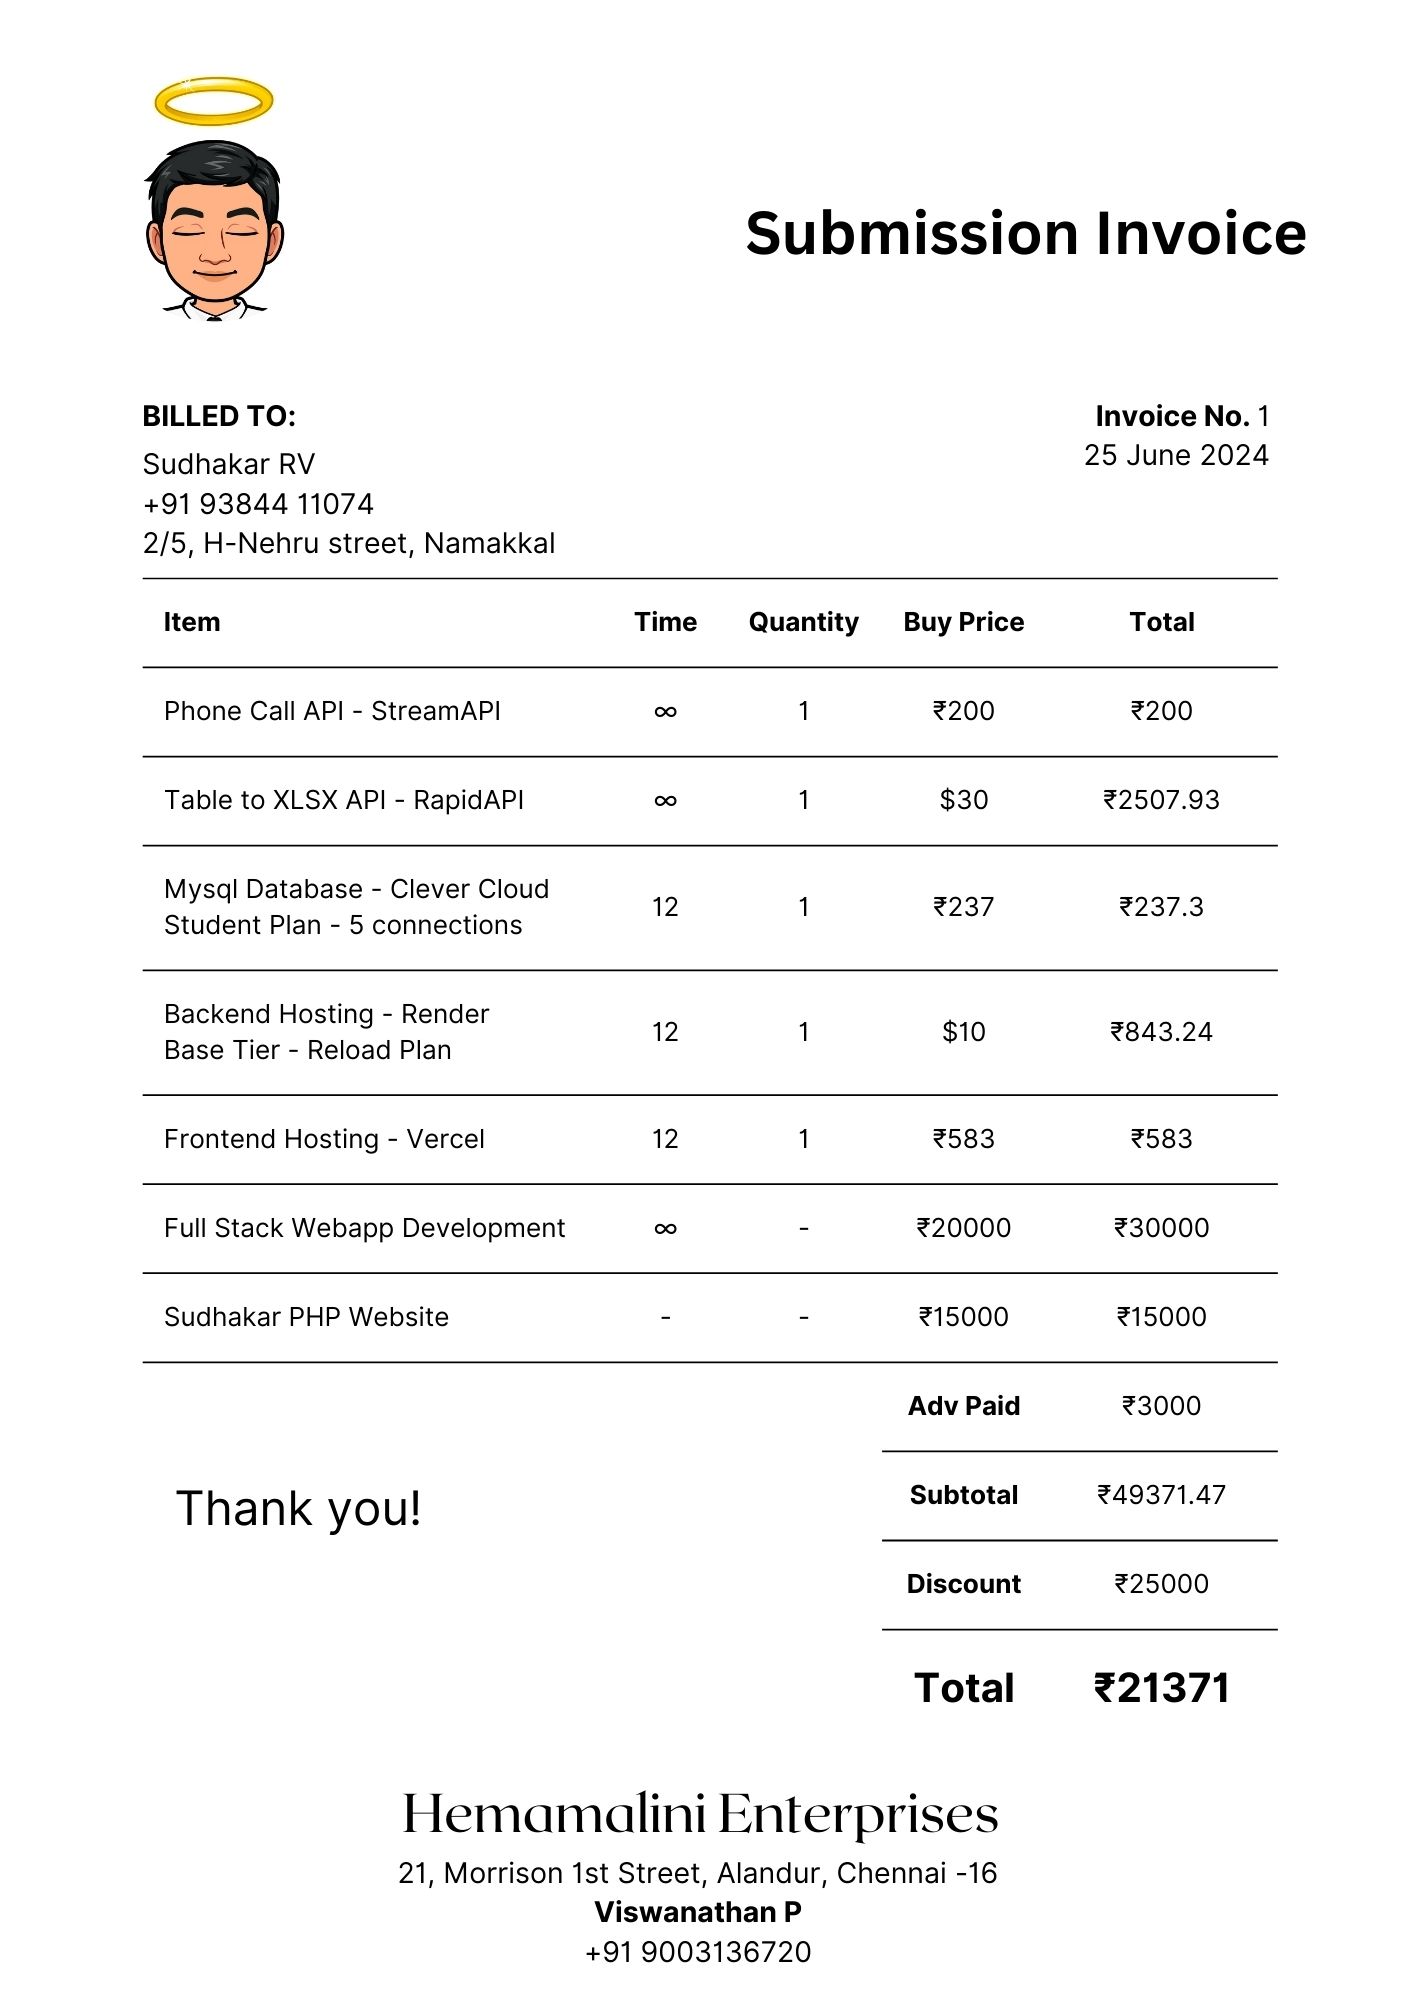 Submission Invoice
BILLED TO:
Sudhakar RV
+91 93844 11074
2/5, H-Nehru street, Namakkal
Invoice No. 1
25 June 2024
Item Time Quantity Buy Price Total
Phone Call API - StreamAPI ∞ 1 ₹200 ₹200
Table to XLSX API - RapidAPI ∞ 1 $30 ₹2507.93
Mysql Database - Clever Cloud
Student Plan - 5 connections 12 1 ₹237 ₹237.3
Backend Hosting - Render
Base Tier - Reload Plan 12 1 $10 ₹843.24
Frontend Hosting - Vercel 12 1 ₹583 ₹583
Full Stack Webapp Development ∞ - ₹20000 ₹30000
Sudhakar PHP Website - - ₹15000 ₹15000
Adv Paid ₹3000
Subtotal ₹49371.47
Thank you!
Discount ₹25000
Total ₹21371
Hemamalini Enterprises
21, Morrison 1st Street, Alandur, Chennai -16
Viswanathan P
+91 9003136720